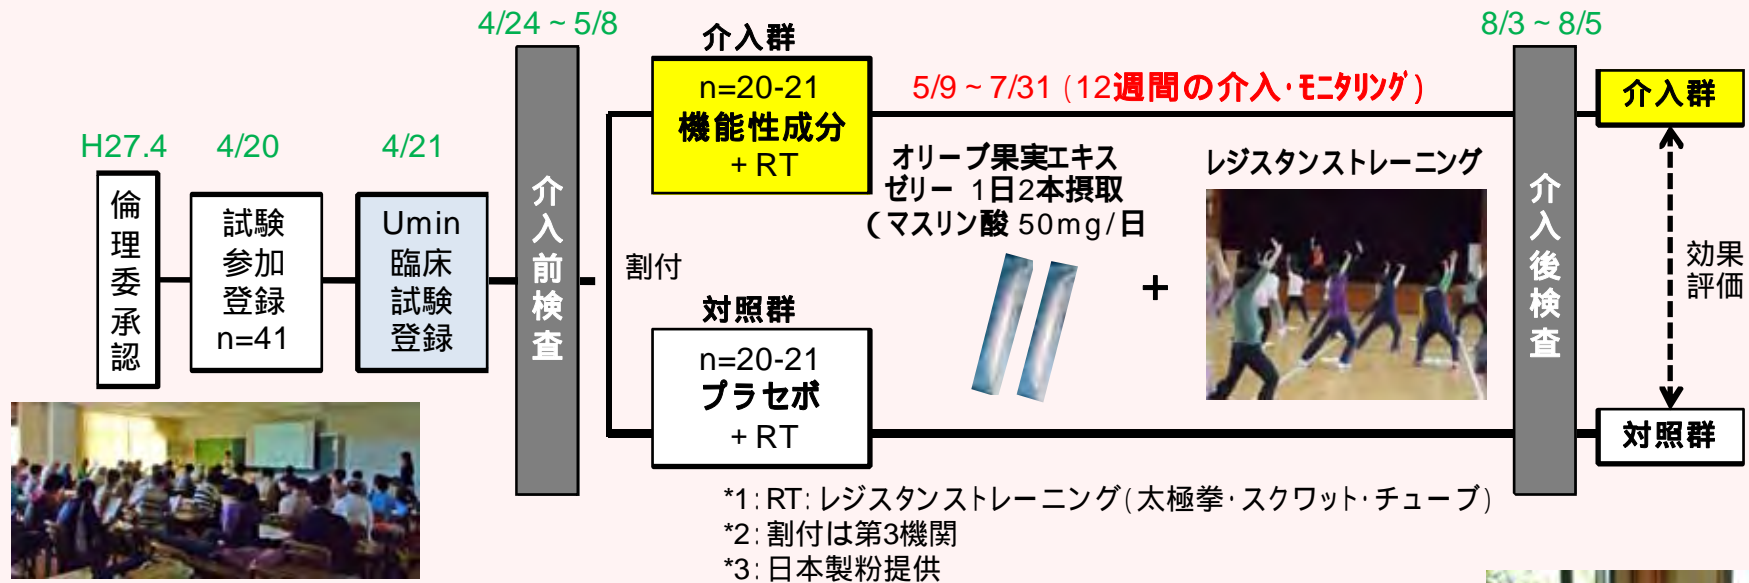 4/24 ~ 5/8
8/3 ~ 8/5
H27.4
4/20
4/21
倫理委承認
試験
参加
登録
n=41
Umin
臨床
試験
登録
介入前検査
割付
介入群
n=20-21
機能性成分
+ RT
対照群
n=20-21
プラセボ
+ RT
5/9 ~ 7/31 (12週間の介入・モニタリング)
オリーブ果実エキス
ゼリー 1日2本摂取
(マスリン酸 50mg/日
+
レジスタンストレーニング
介入後検査
介入群
効果
評価
対照群
*1:RT:レジスタンストレーニング(太極拳・スクワット・チューブ)
*2:割付は第3機関
*3:日本製粉提供